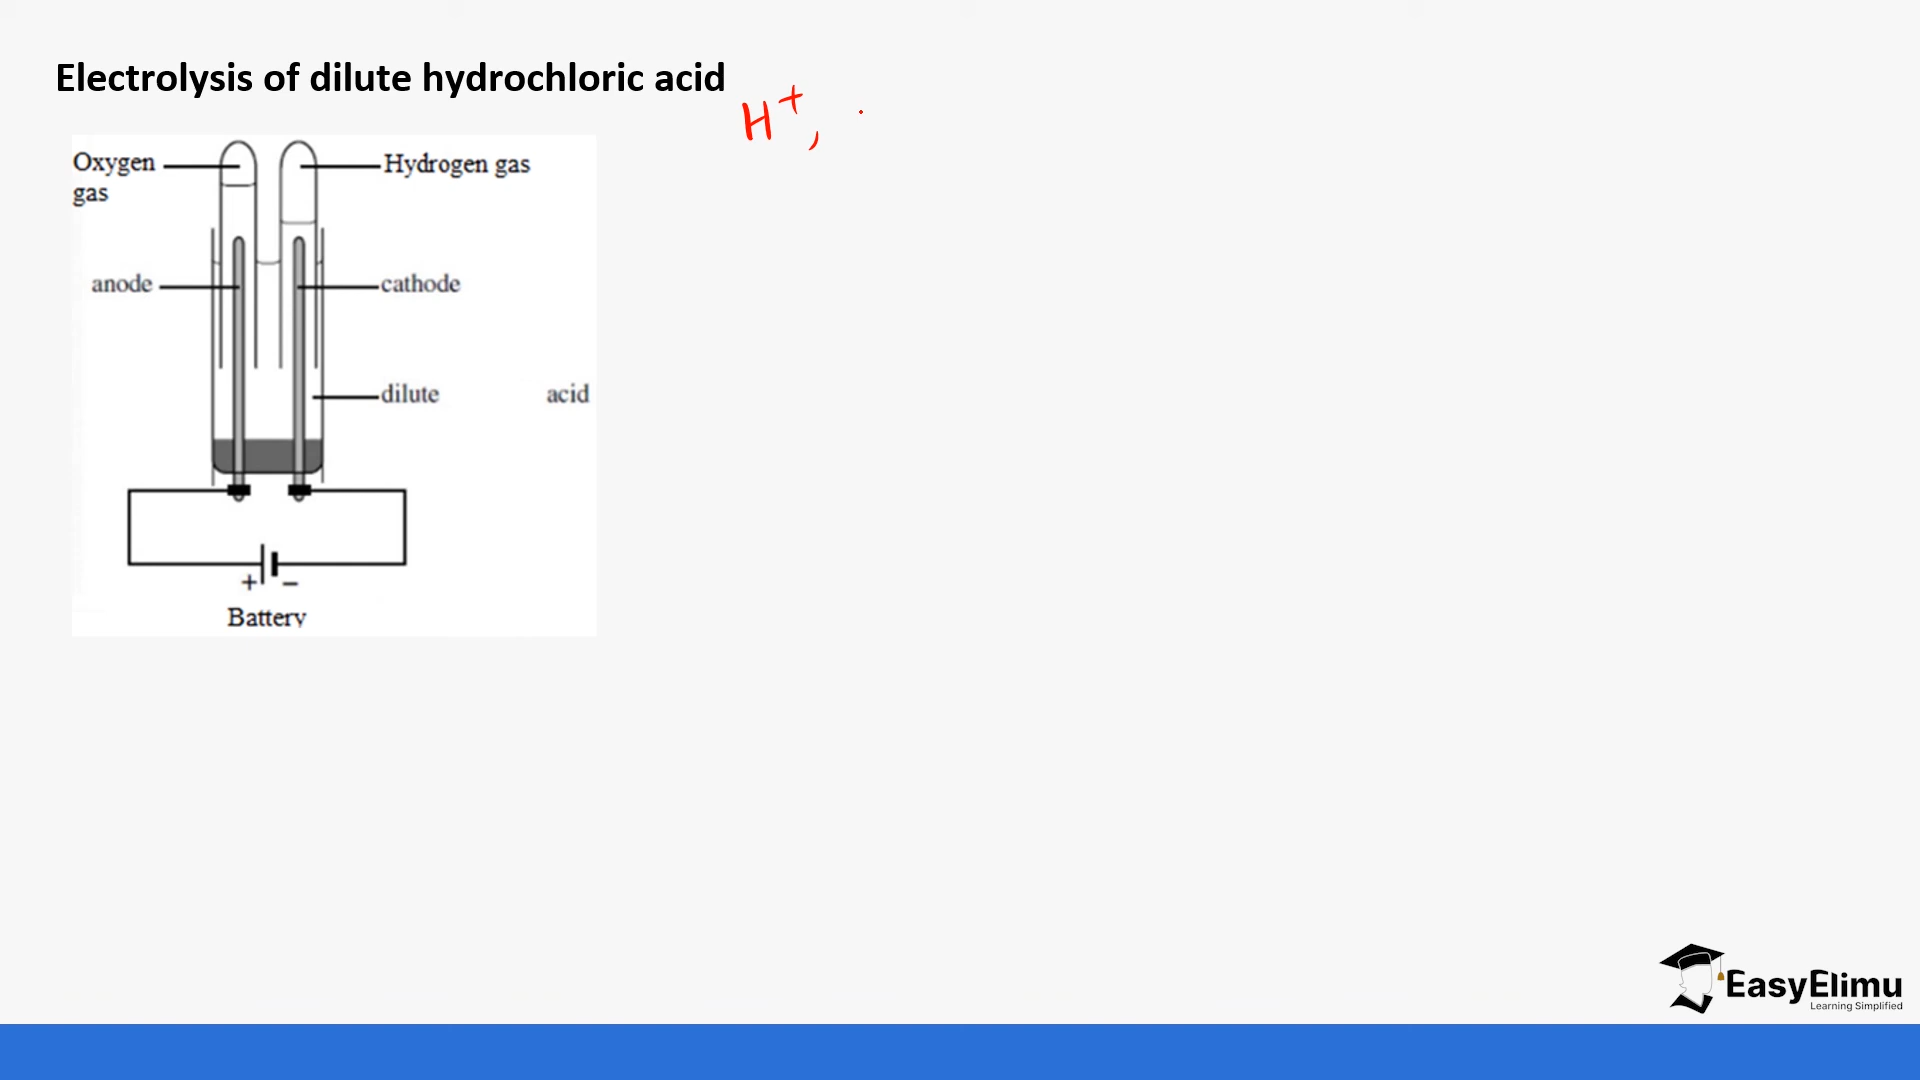 Electrolysis of dilute hydrochloric acid
H⁺,
Oxygen gas
Hydrogen gas
anode
cathode
dilute acid
+ −
Battery
EasyElimu
Learning Simplified